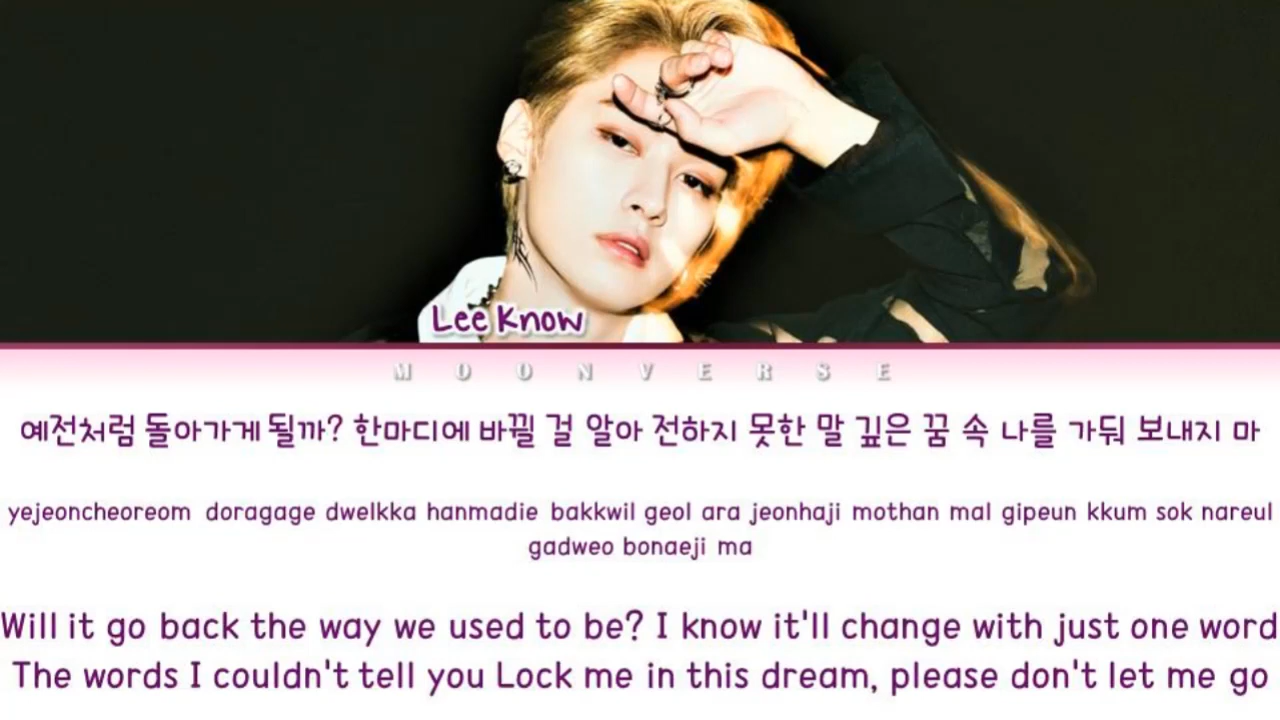 Lee Know
MOONVERSE
예전처럼 돌아가게 될까? 한마디에 바뀔 걸 알아 전하지 못한 말 깊은 꿈 속 나를 가둬 보내지 마
yejeoncheoreom doragage dwelkka hanmadie bakkwil geol ara jeonhaji mothan mal gipeun kkum sok nareul
gadweo bonaeji ma
Will it go back the way we used to be? I know it'll change with just one word
The words I couldn't tell you Lock me in this dream, please don't let me go